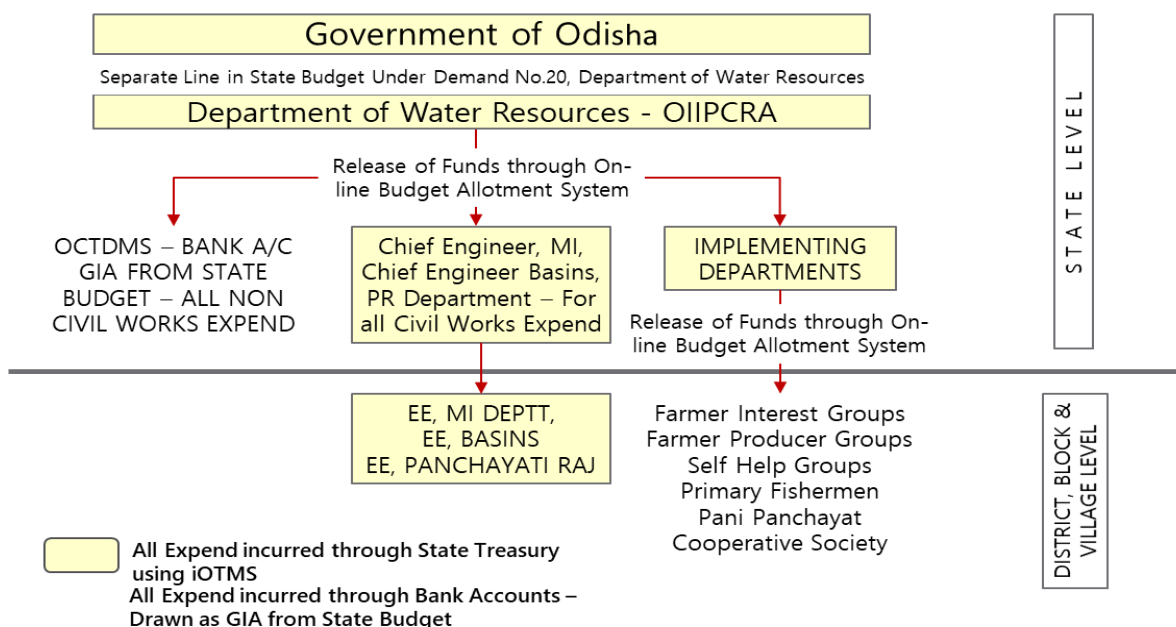 Government of Odisha
Separate Line in State Budget Under Demand No.20, Department of Water Resources
Department of Water Resources - OIIPCRA
Release of Funds through On-
line Budget Allotment System
OCTDMS – BANK A/C
GIA FROM STATE
BUDGET – ALL NON
CIVIL WORKS EXPEND
Chief Engineer, MI,
Chief Engineer Basins,
PR Department – For
all Civil Works Expend
IMPLEMENTING
DEPARTMENTS
Release of Funds through On-
line Budget Allotment System
STATE LEVEL
EE, MI DEPTT,
EE, BASINS
EE, PANCHAYATI RAJ
Farmer Interest Groups
Farmer Producer Groups
Self Help Groups
Primary Fishermen
Pani Panchayat
Cooperative Society
DISTRICT, BLOCK &
VILLAGE LEVEL
All Expend incurred through State Treasury
using iOTMS
All Expend incurred through Bank Accounts –
Drawn as GIA from State Budget